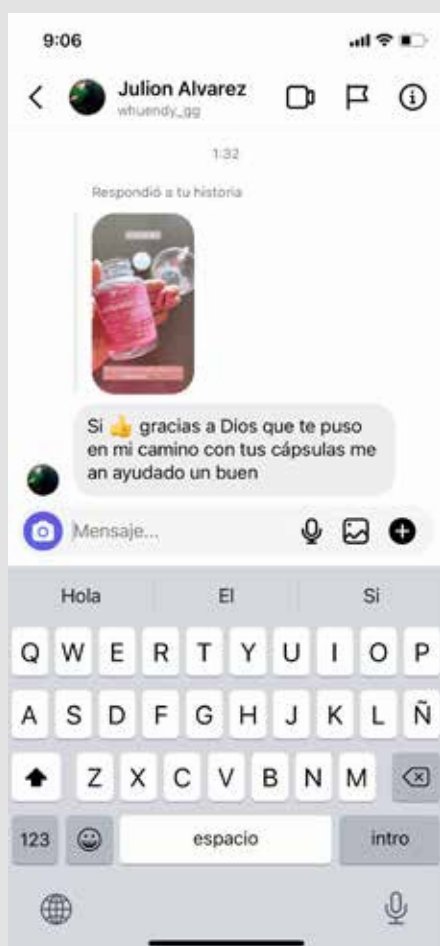 9:06
Julion Alvarez
whuendy_gg
1:32
Respondió a tu historia
Si 👍 gracias a Dios que te puso
en mi camino con tus cápsulas me
an ayudado un buen
Mensaje...
Hola El Si
Q W E R T Y U I O P
A S D F G H J K L Ñ
Z X C V B N M
123 espacio intro